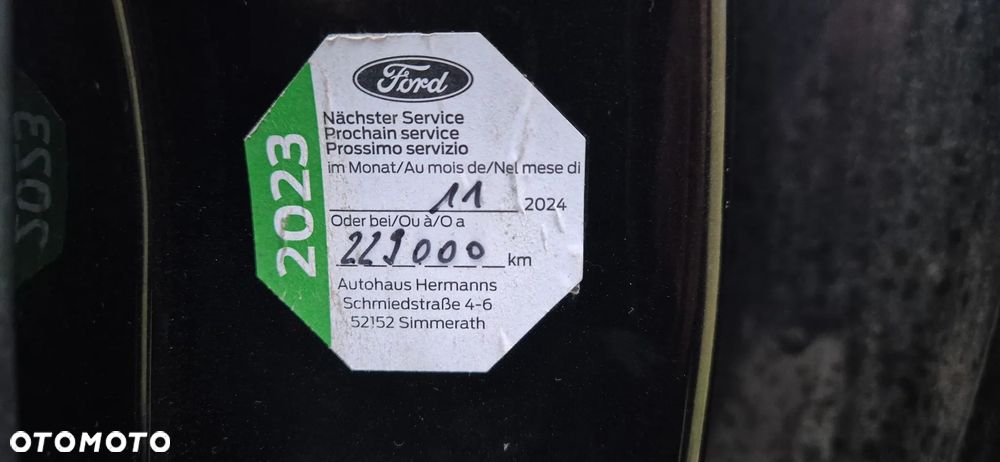 Ford
2023
Nächster Service
Prochain service
Prossimo servizio
im Monat/Au mois de/Nel mese di
11 2024
Oder bei/Ou à/O a
229000 km
Autohaus Hermanns
Schmiedstraße 4-6
52152 Simmerath
2023
OTOMOTO